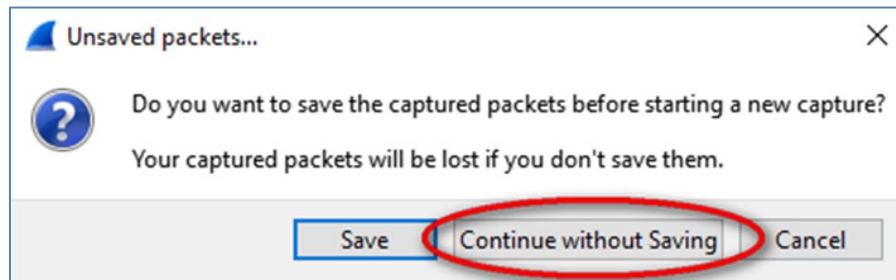 Unsaved packets...
Do you want to save the captured packets before starting a new capture?
Your captured packets will be lost if you don't save them.
Save Continue without Saving Cancel